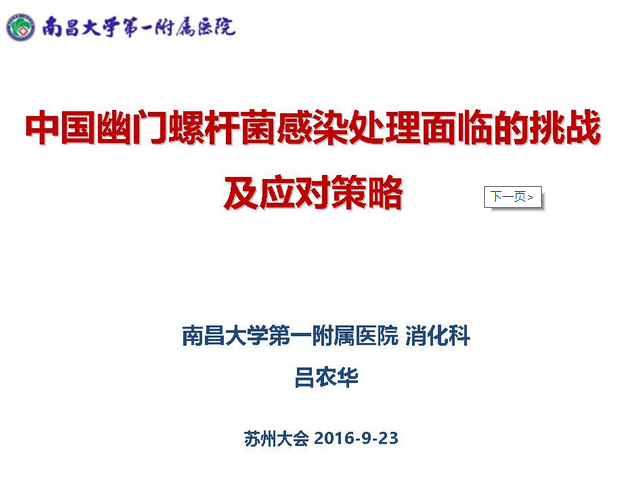 南昌大学第一附属医院
中国幽门螺杆菌感染处理面临的挑战
及应对策略
下一页>
南昌大学第一附属医院 消化科
吕农华
苏州大会 2016-9-23